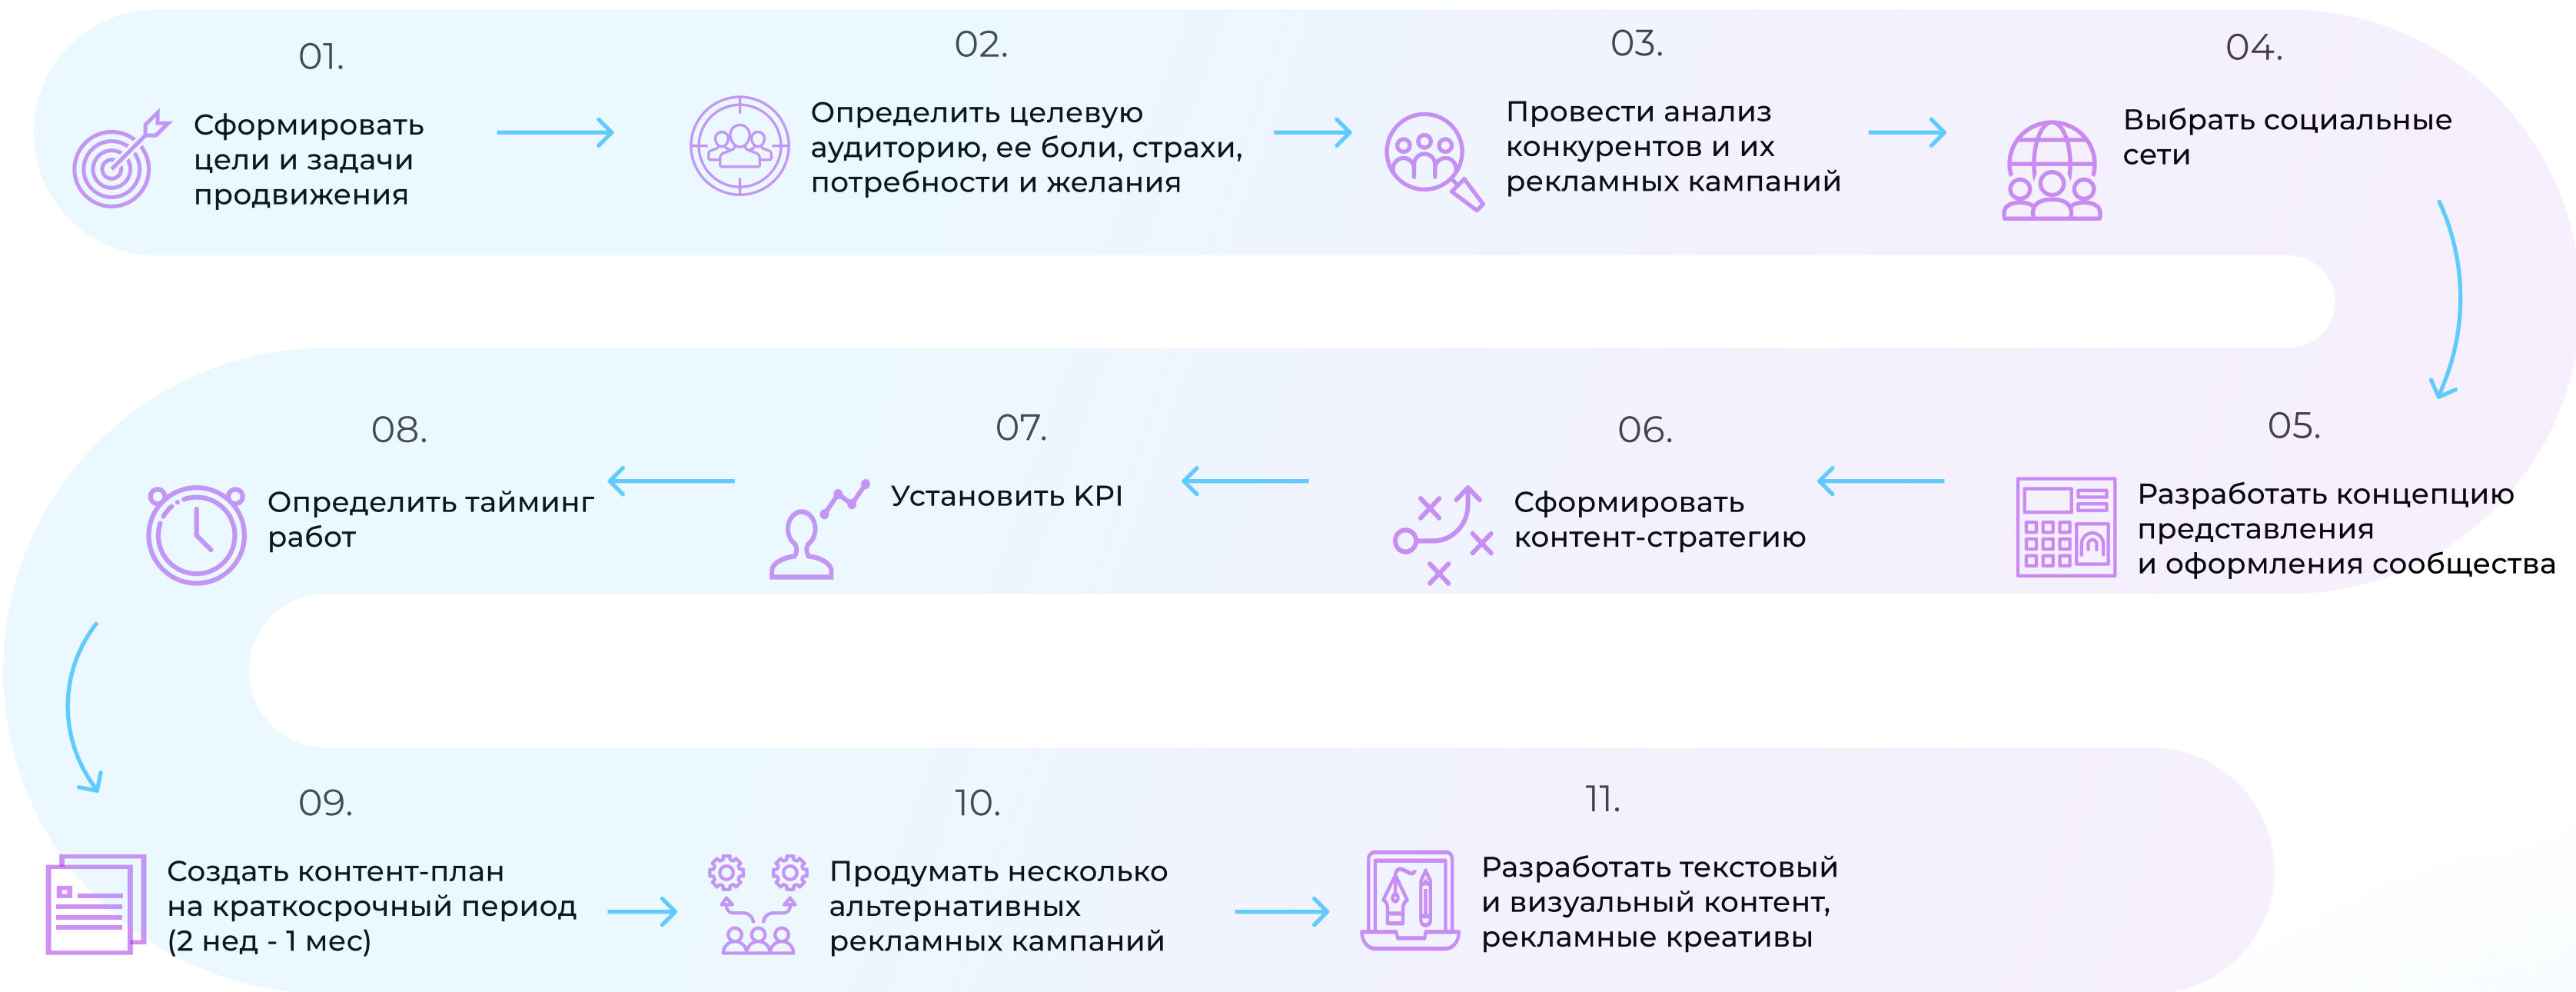 01.
Сформировать
цели и задачи
продвижения
02.
Определить целевую
аудиторию, ее боли, страхи,
потребности и желания
03.
Провести анализ
конкурентов и их
рекламных кампаний
04.
Выбрать социальные
сети
05.
Разработать концепцию
представления
и оформления сообщества
06.
Сформировать
контент-стратегию
07.
Установить KPI
08.
Определить тайминг
работ
09.
Создать контент-план
на краткосрочный период
(2 нед - 1 мес)
10.
Продумать несколько
альтернативных
рекламных кампаний
11.
Разработать текстовый
и визуальный контент,
рекламные креативы